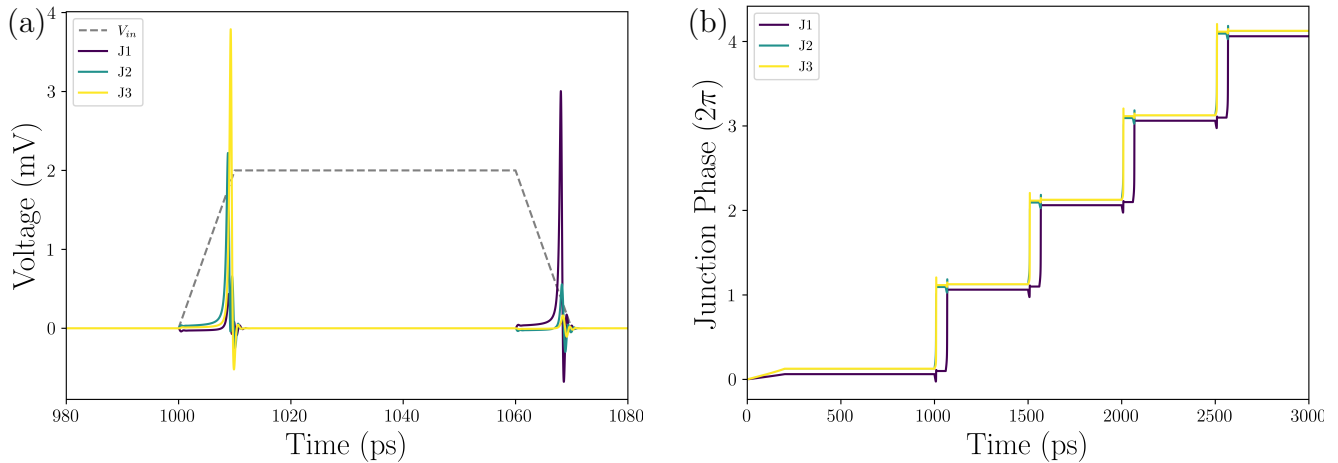 (a)
V_in
J1
J2
J3
Voltage (mV)
4
3
2
1
0
980
1000
1020
1040
1060
1080
Time (ps)
(b)
J1
J2
J3
Junction Phase (2π)
4
3
2
1
0
0
500
1000
1500
2000
2500
3000
Time (ps)